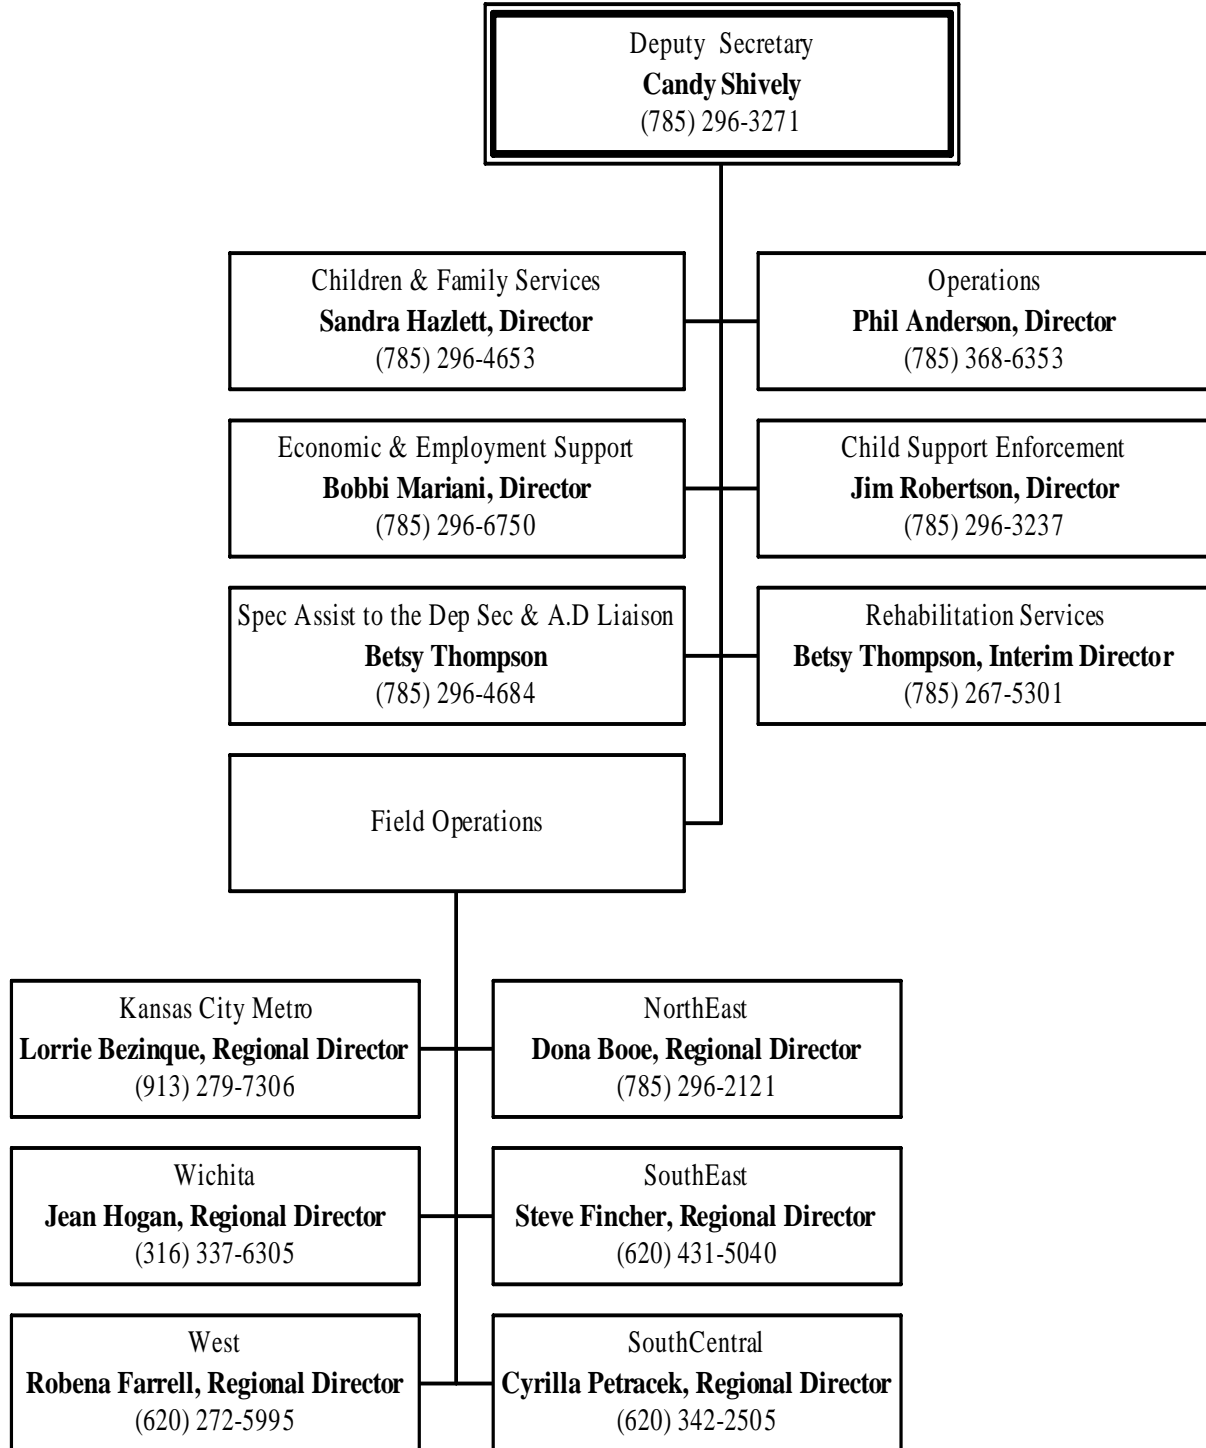 Deputy Secretary
Candy Shively
(785) 296-3271
Children & Family Services
Sandra Hazlett, Director
(785) 296-4653
Operations
Phil Anderson, Director
(785) 368-6353
Economic & Employment Support
Bobbi Mariani, Director
(785) 296-6750
Child Support Enforcement
Jim Robertson, Director
(785) 296-3237
Spec Assist to the Dep Sec & A.D Liaison
Betsy Thompson
(785) 296-4684
Rehabilitation Services
Betsy Thompson, Interim Director
(785) 267-5301
Field Operations
Kansas City Metro
Lorrie Bezinque, Regional Director
(913) 279-7306
NorthEast
Dona Booe, Regional Director
(785) 296-2121
Wichita
Jean Hogan, Regional Director
(316) 337-6305
SouthEast
Steve Fincher, Regional Director
(620) 431-5040
West
Robena Farrell, Regional Director
(620) 272-5995
SouthCentral
Cyrilla Petracek, Regional Director
(620) 342-2505